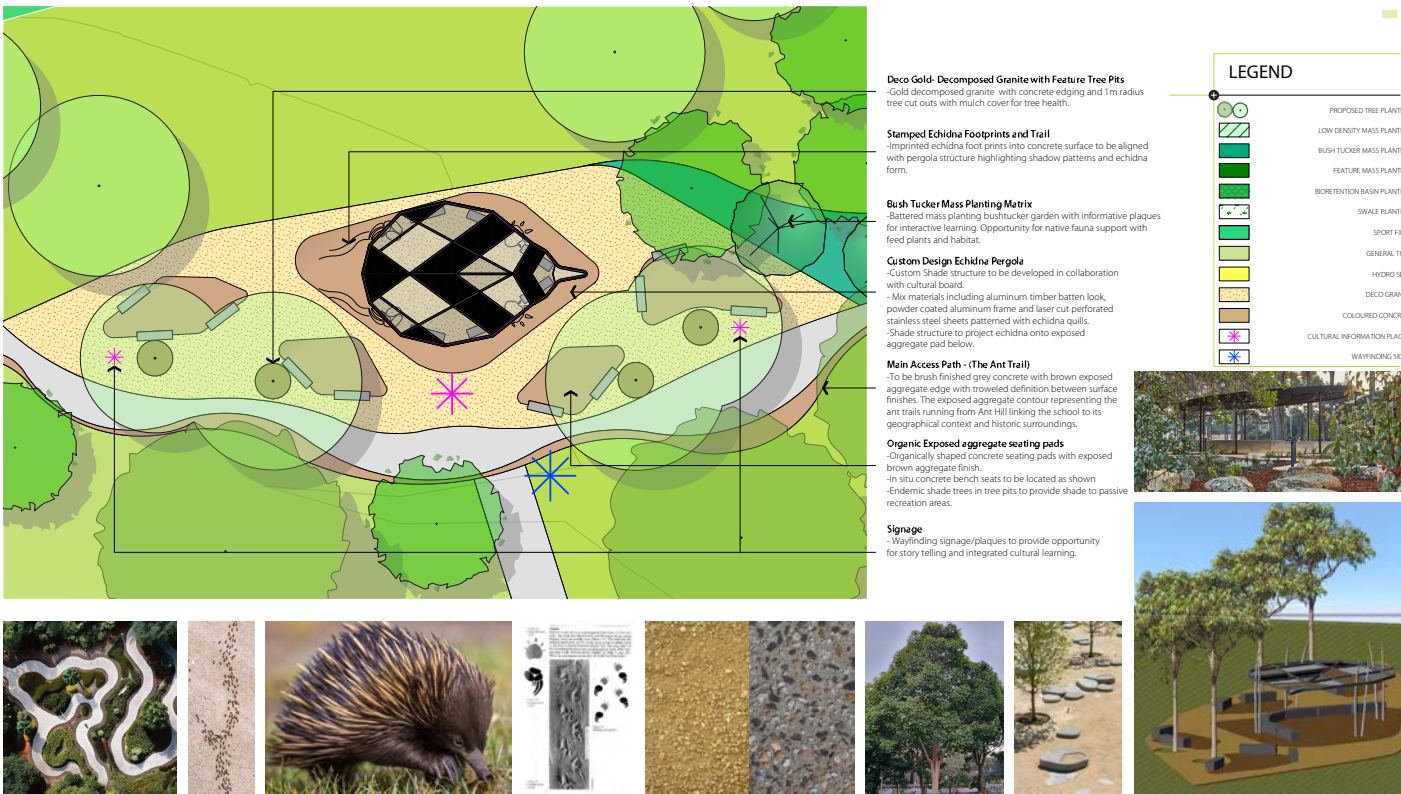 Deco Gold- Decomposed Granite with Feature Tree Pits
-Gold decomposed granite with concrete edging and 1m radius
tree cut outs with mulch cover for tree health.
Stamped Echidna Footprints and Trail
-Imprinted echidna foot prints into concrete surface to be aligned
with pergola structure highlighting shadow patterns and echidna
form.
Bush Tucker Mass Planting Matrix
-Battered mass planting bushtucker garden with informative plaques
for interactive learning. Opportunity for native fauna support with
feed plants and habitat.
Custom Design Echidna Pergola
-Custom Shade structure to be developed in collaboration
with cultural board.
- Mix materials including aluminum timber batten look,
powder coated aluminum frame and laser cut perforated
stainless steel sheets patterned with echidna quills.
-Shade structure to project echidna onto exposed
aggregate pad below.
Main Access Path - (The Ant Trail)
-To be brush finished grey concrete with brown exposed
aggregate edge with troweled definition between surface
finishes. The exposed aggregate contour representing the
ant trails running from Ant Hill linking the school to its
geographical context and historic surroundings.
Organic Exposed aggregate seating pads
-Organically shaped concrete seating pads with exposed
brown aggregate finish.
-In situ concrete bench seats to be located as shown
-Endemic shade trees in tree pits to provide shade to passive
recreation areas.
Signage
- Wayfinding signage/plaques to provide opportunity
for story telling and integrated cultural learning.
LEGEND
PROPOSED TREE PLANT
LOW DENSITY MASS PLANT
BUSH TUCKER MASS PLANT
FEATURE MASS PLANT
BIORETENTION BASIN PLANT
SWALE PLANT
SPORT FI
GENERAL T
HYDRO S
DECO GRAN
COLOURED CONCR
CULTURAL INFORMATION PLAC
WAYFINDING SI